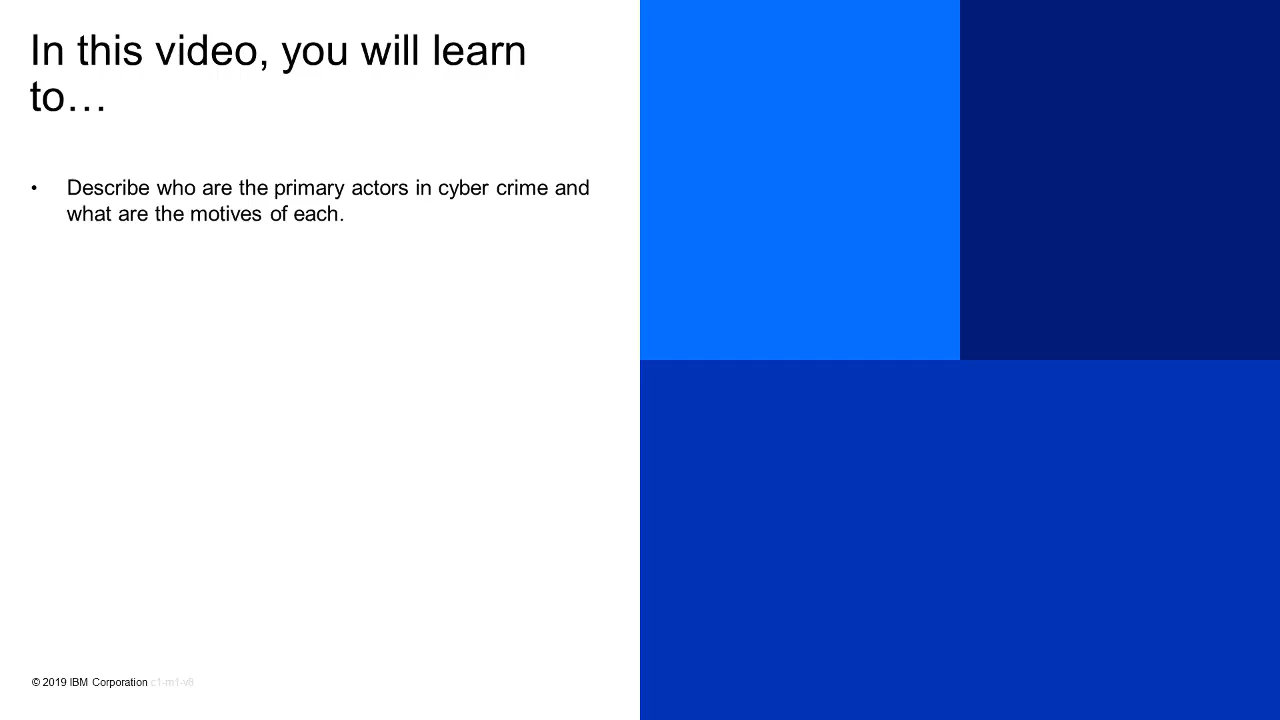 In this video, you will learn
to…
• Describe who are the primary actors in cyber crime and
what are the motives of each.
© 2019 IBM Corporation c1-m1-v8